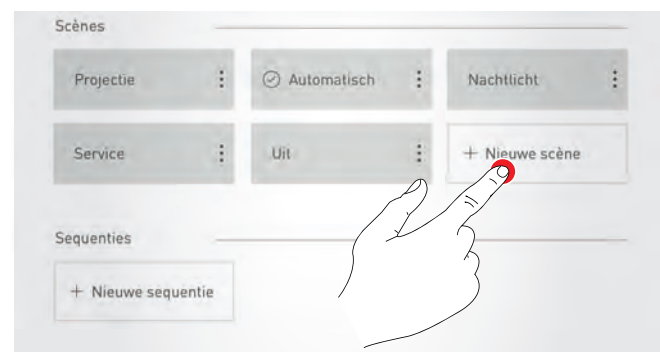 Scènes
Projectie
Automatisch
Nachtlicht
Service
Uit
+ Nieuwe scène
Sequenties
+ Nieuwe sequentie